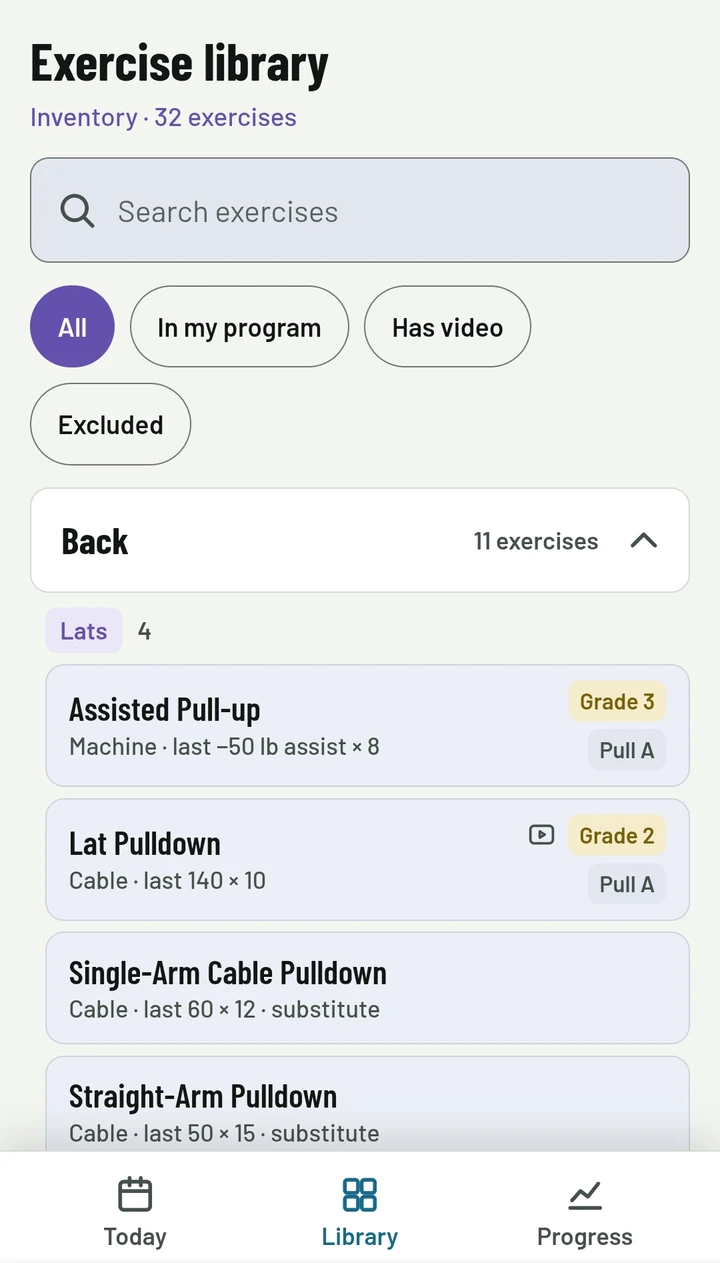 Exercise library
Inventory · 32 exercises
Search exercises
All
In my program
Has video
Excluded
Back
11 exercises
Lats
4
Assisted Pull-up
Grade 3
Machine · last −50 lb assist × 8
Pull A
Lat Pulldown
Grade 2
Cable · last 140 × 10
Pull A
Single-Arm Cable Pulldown
Cable · last 60 × 12 · substitute
Straight-Arm Pulldown
Cable · last 50 × 15 · substitute
Today
Library
Progress